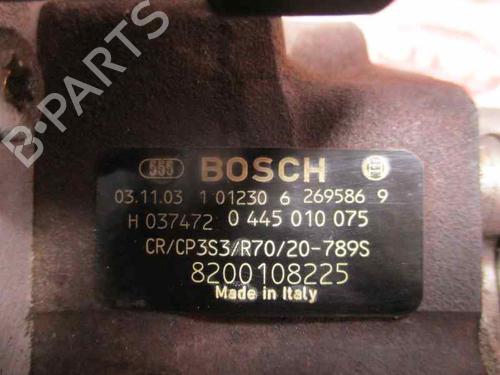 B-PARTS
555 BOSCH
03.11.03 1 01230 6 269586 9
H 037472 0 445 010 075
CR/CP3S3/R70/20-789S
8200108225
Made in Italy